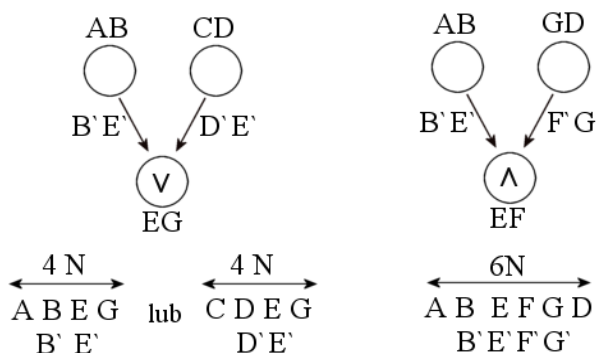 AB CD
B`E` D`E`
V
EG
4 N 4 N
A B E G lub C D E G
B` E` D`E`
AB GD
B`E` F`G
Λ
EF
6N
A B E F G D
B`E`F`G`